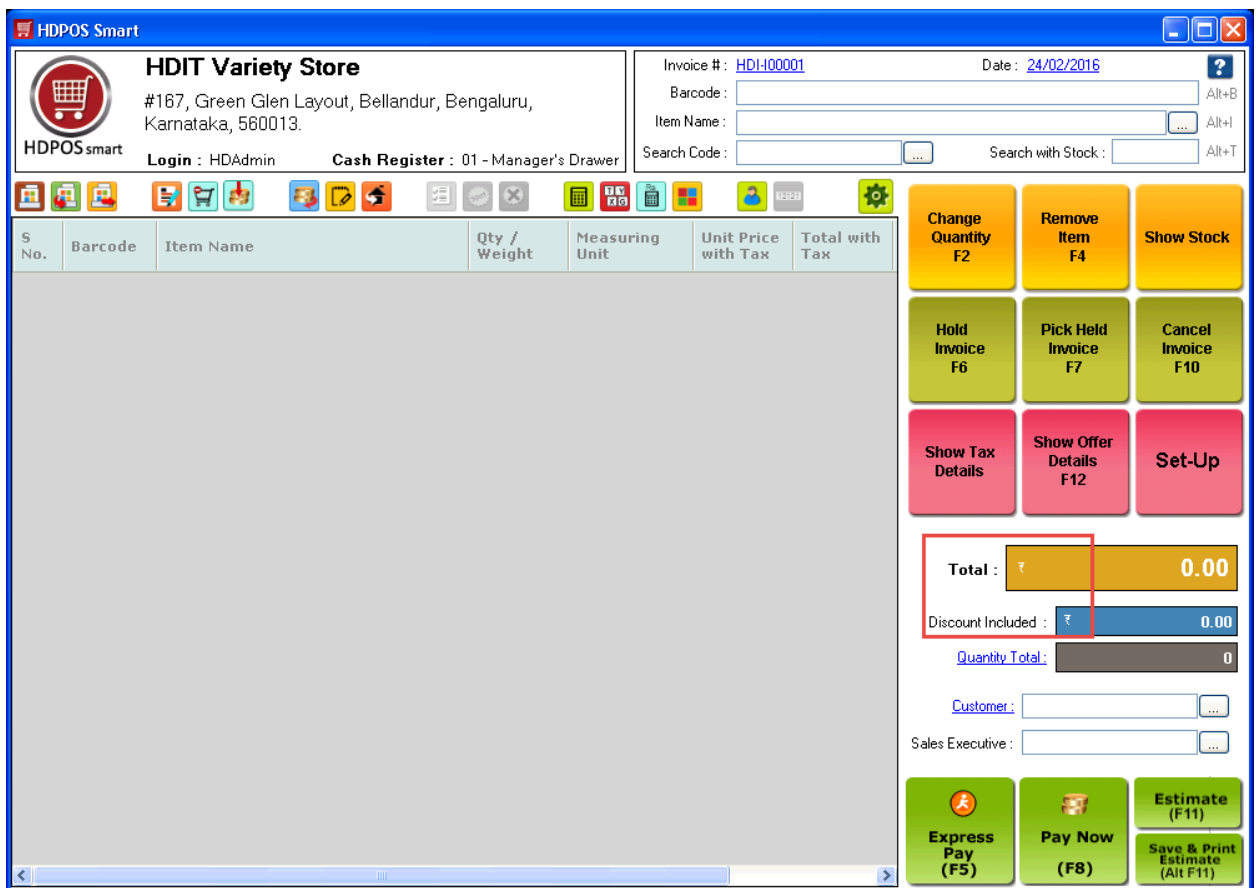 HDPOS Smart
HDIT Variety Store
#167, Green Glen Layout, Bellandur, Bengaluru,
Karnataka, 560013.
HDPOS smart
Login : HDAdmin Cash Register : 01 - Manager's Drawer
Invoice # : HDI-I00001 Date : 24/02/2016 ?
Barcode : Alt+B
Item Name : ... Alt+I
Search Code : ... Search with Stock : Alt+T
S No. Barcode Item Name Qty / Weight Measuring Unit Unit Price with Tax Total with Tax
Change
Quantity
F2
Remove
Item
F4
Show Stock
Hold
Invoice
F6
Pick Held
Invoice
F7
Cancel
Invoice
F10
Show Tax
Details
Show Offer
Details
F12
Set-Up
Total : ₹ 0.00
Discount Included : ₹ 0.00
Quantity Total : 0
Customer : ...
Sales Executive : ...
Express
Pay
(F5)
Pay Now
(F8)
Estimate
(F11)
Save & Print
Estimate
(Alt F11)